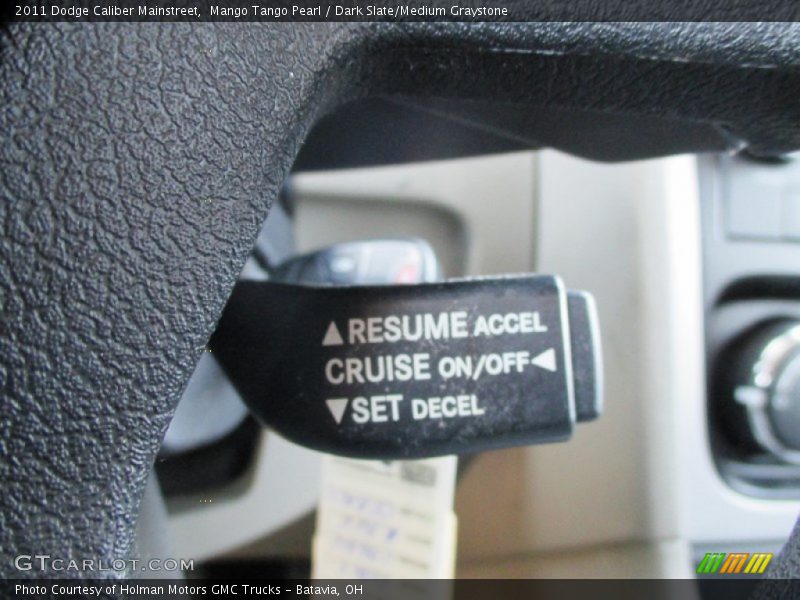 2011 Dodge Caliber Mainstreet,  Mango Tango Pearl / Dark Slate/Medium Graystone
▲RESUME ACCEL
CRUISE ON/OFF◀
▼SET DECEL
GTCARLOT.COM
Photo Courtesy of Holman Motors GMC Trucks - Batavia, OH